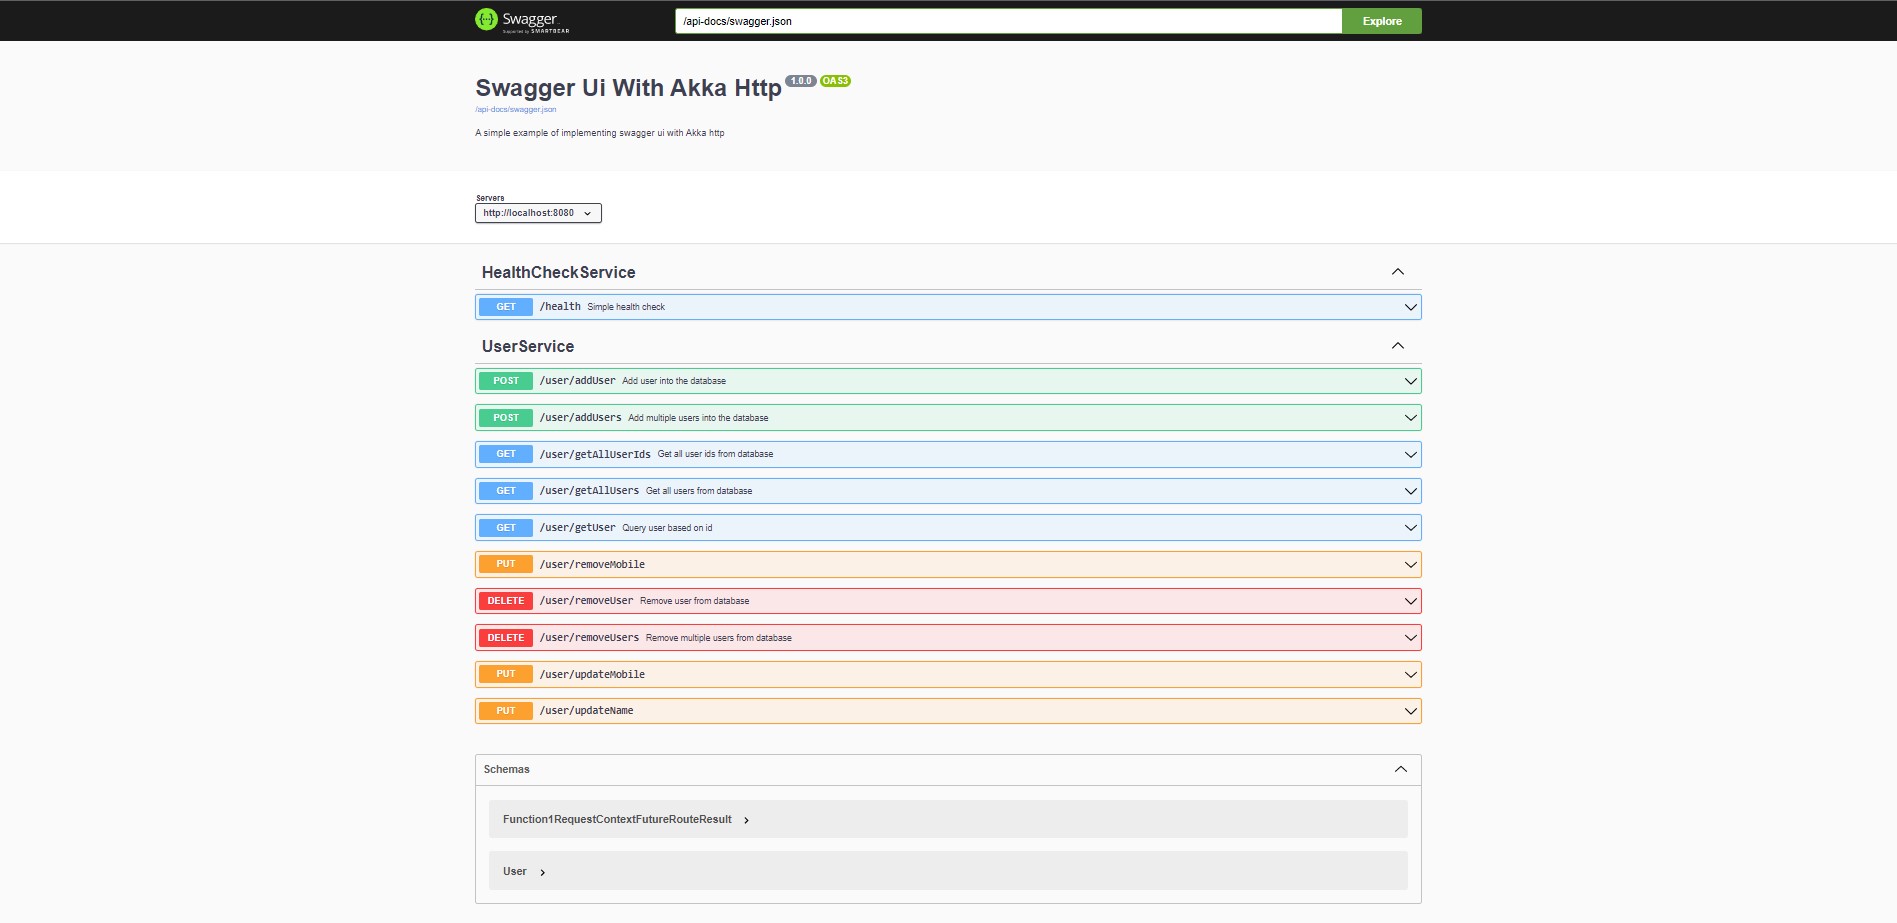 Swagger
Supported by SMARTBEAR
/api-docs/swagger.json
Explore
Swagger Ui With Akka Http 1.0.0 OAS3
/api-docs/swagger.json
A simple example of implementing swagger ui with Akka http
Servers
http://localhost:8080
HealthCheckService
GET /health Simple health check
UserService
POST /user/addUser Add user into the database
POST /user/addUsers Add multiple users into the database
GET /user/getAllUserIds Get all user ids from database
GET /user/getAllUsers Get all users from database
GET /user/getUser Query user based on id
PUT /user/removeMobile
DELETE /user/removeUser Remove user from database
DELETE /user/removeUsers Remove multiple users from database
PUT /user/updateMobile
PUT /user/updateName
Schemas
Function1RequestContextFutureRouteResult
User